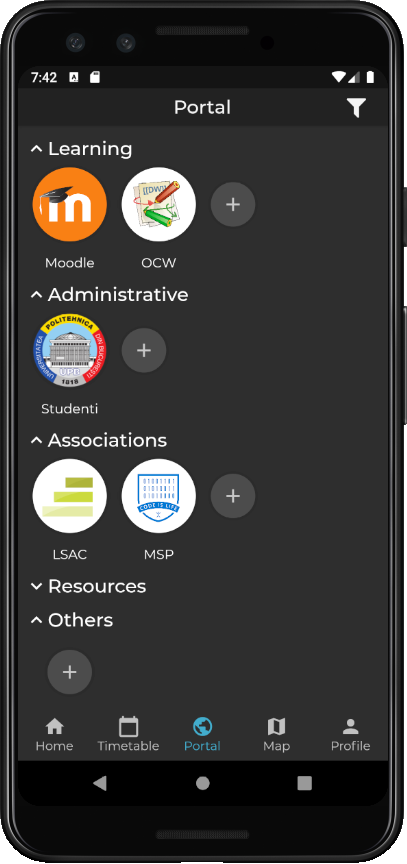 7:42
Portal
Learning
m
[[DW]]
Moodle
OCW
Administrative
UNIVERSITATEA POLITEHNICA DIN BUCUREȘTI
UPB
1818
Studenti
Associations
CODE IS LIFE
LSAC
MSP
Resources
Others
Home
Timetable
Portal
Map
Profile